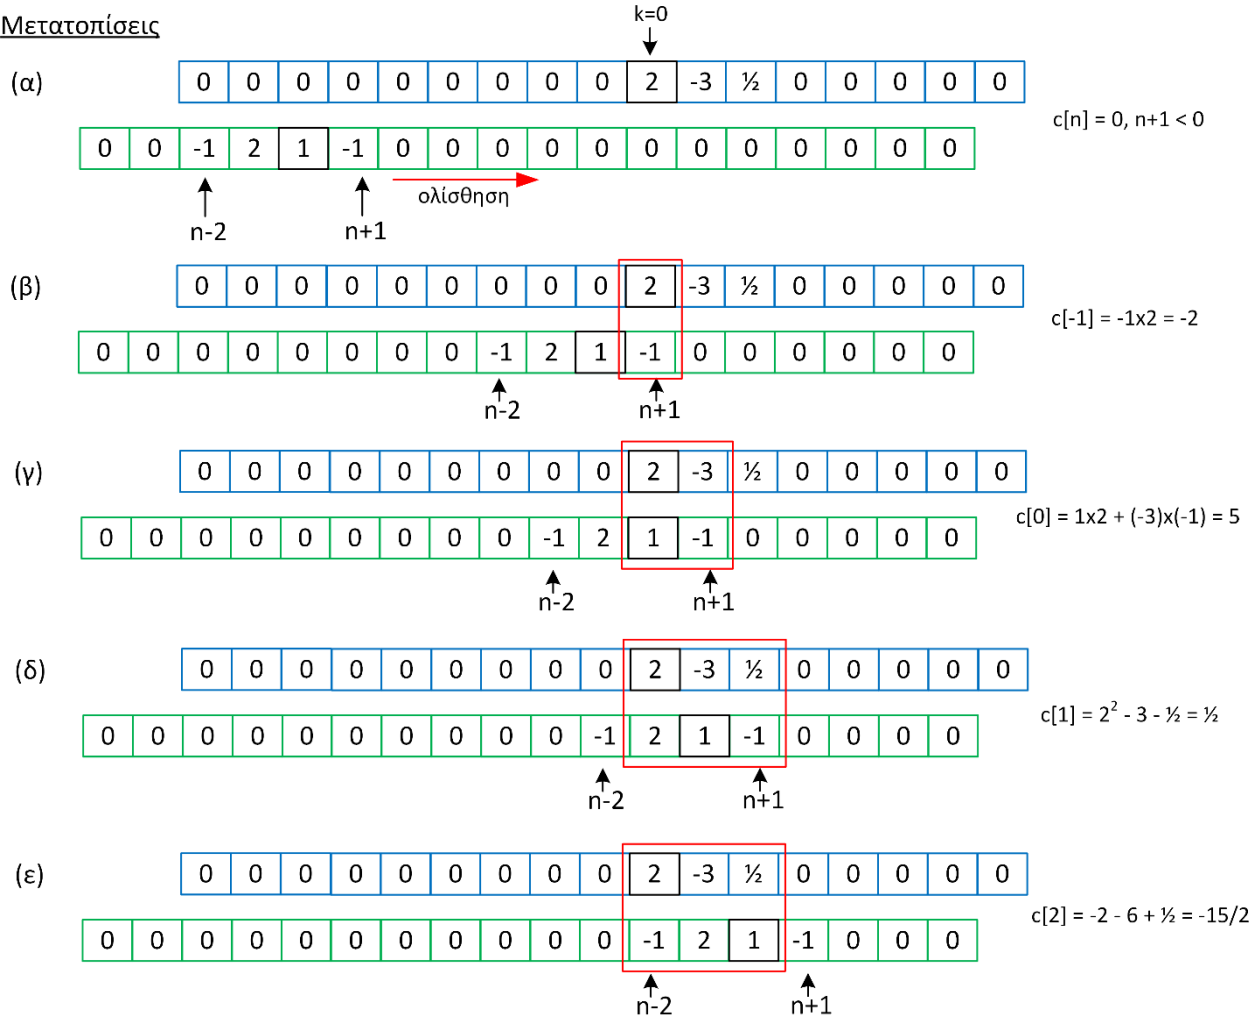 Μετατοπίσεις
k=0
(α)
0 0 0 0 0 0 0 0 0 2 -3 ½ 0 0 0 0 0
c[n] = 0, n+1 < 0
0 0 -1 2 1 -1 0 0 0 0 0 0 0 0 0 0 0 0
ολίσθηση
n-2 n+1
(β)
0 0 0 0 0 0 0 0 0 2 -3 ½ 0 0 0 0 0
c[-1] = -1x2 = -2
0 0 0 0 0 0 0 0 -1 2 1 -1 0 0 0 0 0 0
n-2 n+1
(γ)
0 0 0 0 0 0 0 0 0 2 -3 ½ 0 0 0 0 0
c[0] = 1x2 + (-3)x(-1) = 5
0 0 0 0 0 0 0 0 0 -1 2 1 -1 0 0 0 0 0
n-2 n+1
(δ)
0 0 0 0 0 0 0 0 0 2 -3 ½ 0 0 0 0 0
c[1] = 2² - 3 - ½ = ½
0 0 0 0 0 0 0 0 0 0 -1 2 1 -1 0 0 0 0
n-2 n+1
(ε)
0 0 0 0 0 0 0 0 0 2 -3 ½ 0 0 0 0 0
c[2] = -2 - 6 + ½ = -15/2
0 0 0 0 0 0 0 0 0 0 0 -1 2 1 -1 0 0 0
n-2 n+1